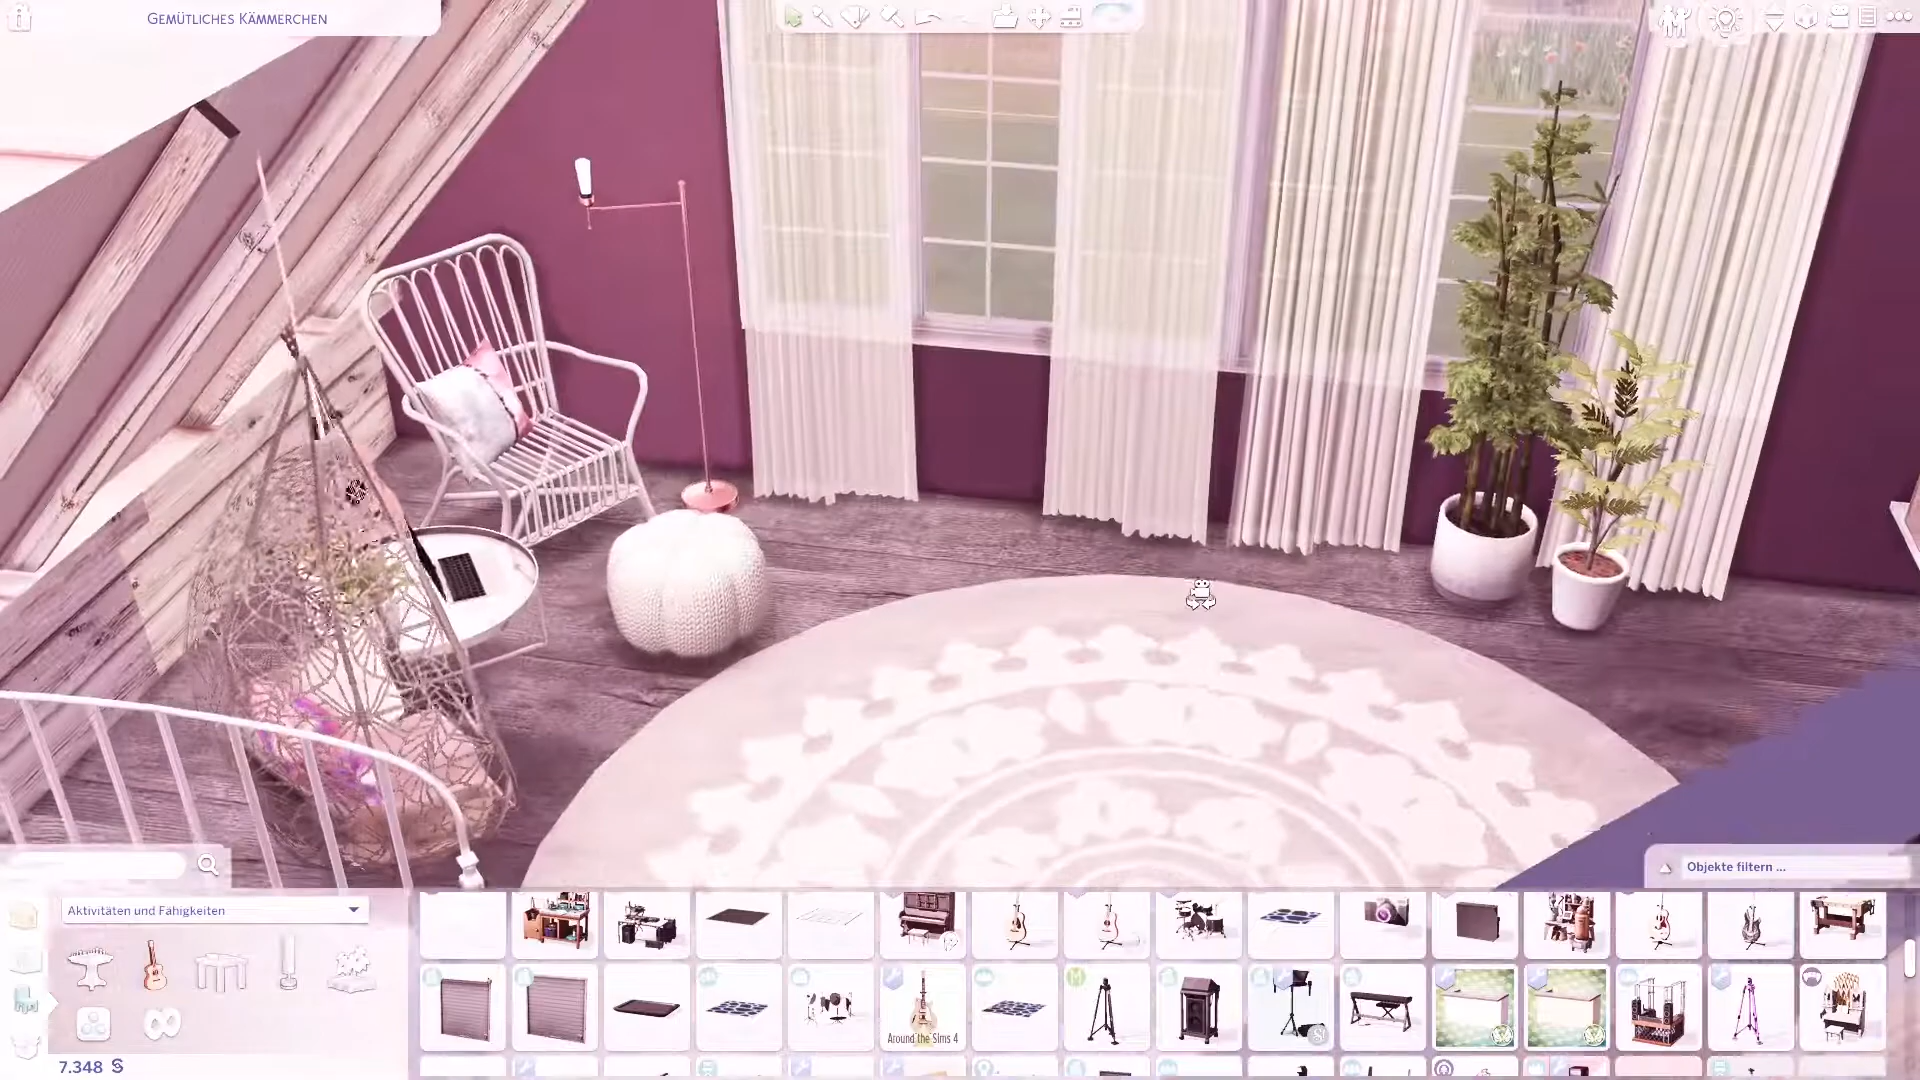 GEMÜTLICHES KÄMMERCHEN
Objekte filtern ...
Aktivitäten und Fähigkeiten
Around the Sims 4
7.348 S